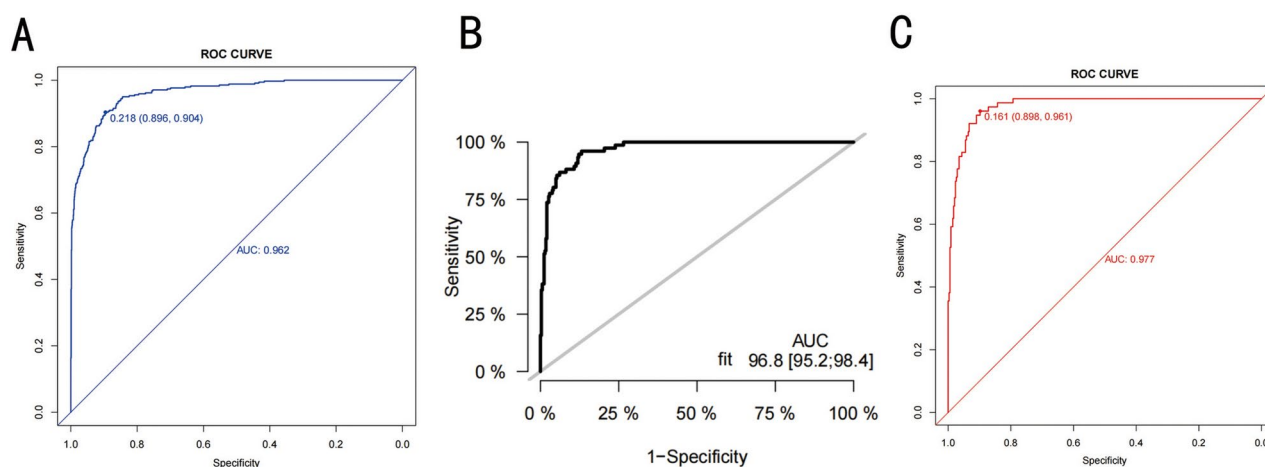 A
ROC CURVE
1.0
0.8
0.6
0.4
0.2
0.0
Sensitivity
0.218 (0.896, 0.904)
AUC: 0.962
1.0 0.8 0.6 0.4 0.2 0.0
Specificity
B
100 %
75 %
50 %
25 %
0 %
Sensitivity
AUC
fit 96.8 [95.2;98.4]
0 % 25 % 50 % 75 % 100 %
1−Specificity
C
ROC CURVE
1.0
0.8
0.6
0.4
0.2
0.0
Sensitivity
0.161 (0.898, 0.961)
AUC: 0.977
1.0 0.8 0.6 0.4 0.2 0.0
Specificity